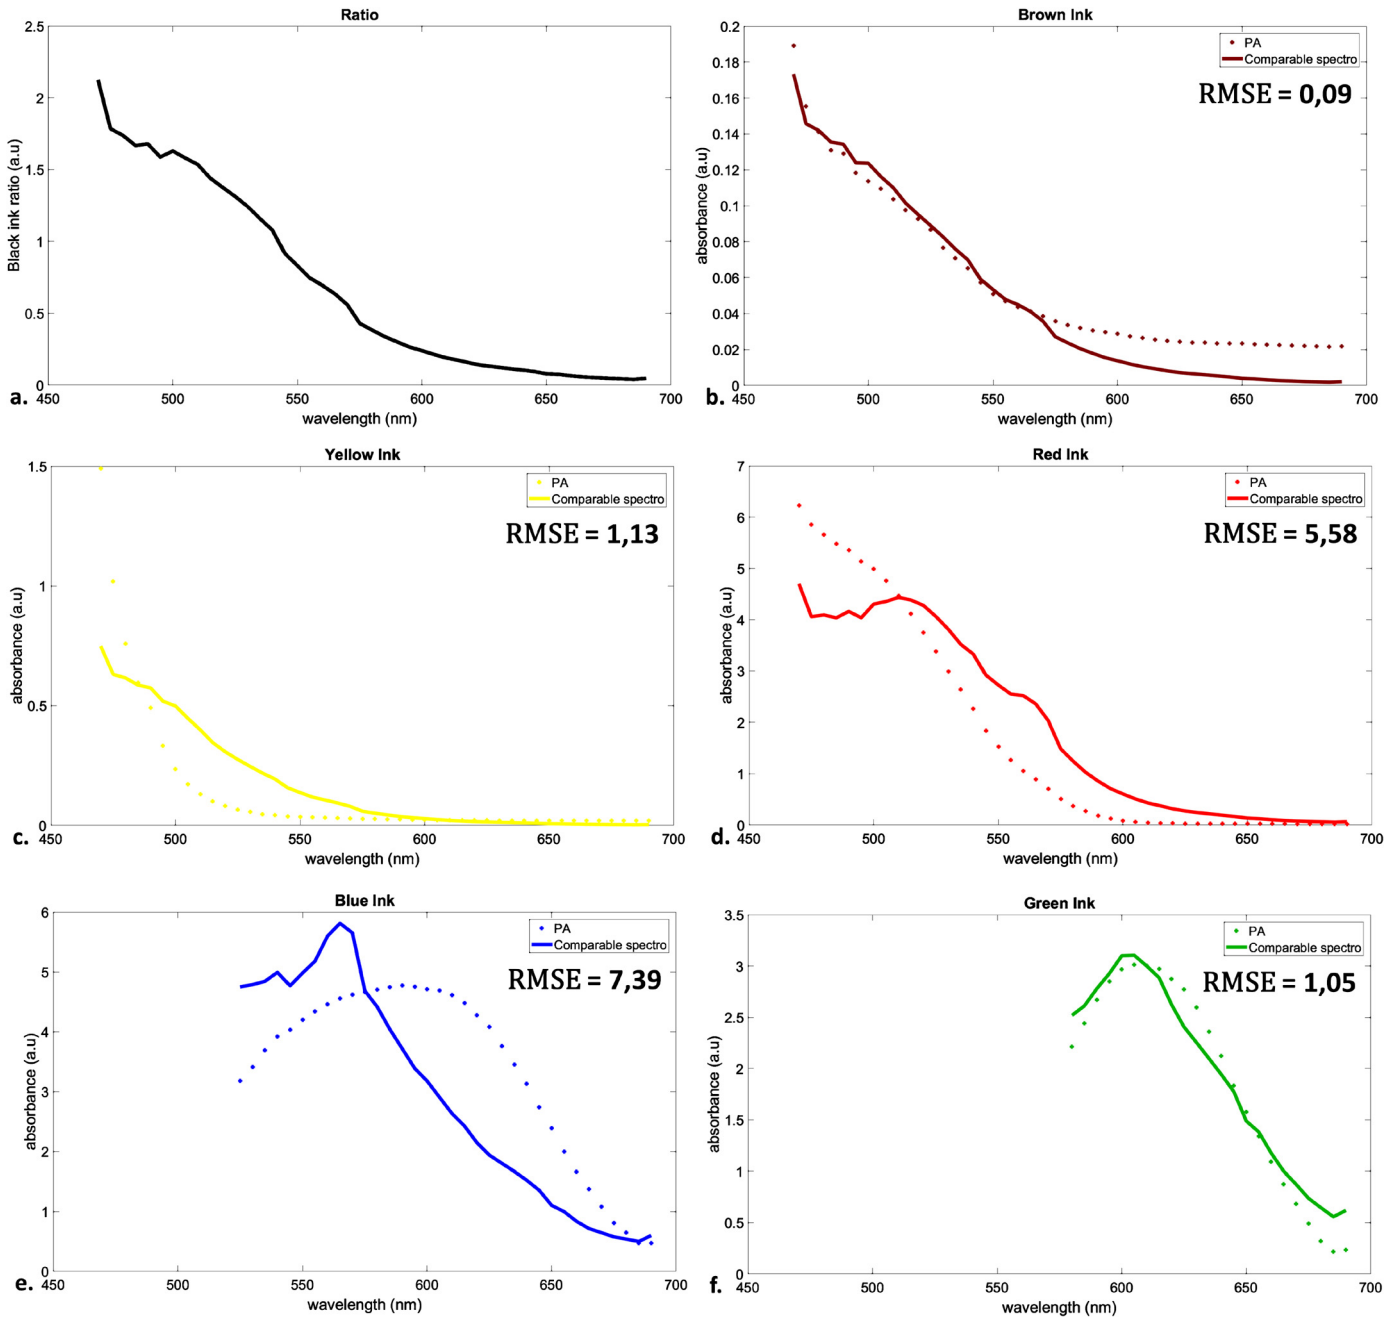 Ratio
2.5
2
1.5
1
0.5
0
450
500
550
600
650
700
Black ink ratio (a.u)
wavelength (nm)
a.
Brown Ink
0.2
0.18
0.16
0.14
0.12
0.1
0.08
0.06
0.04
0.02
0
450
500
550
600
650
700
absorbance (a.u)
wavelength (nm)
PA
Comparable spectro
RMSE = 0,09
b.
Yellow Ink
1.5
1
0.5
0
450
500
550
600
650
700
absorbance (a.u)
wavelength (nm)
PA
Comparable spectro
RMSE = 1,13
c.
Red Ink
7
6
5
4
3
2
1
0
450
500
550
600
650
700
absorbance (a.u)
wavelength (nm)
PA
Comparable spectro
RMSE = 5,58
d.
Blue Ink
6
5
4
3
2
1
0
450
500
550
600
650
700
absorbance (a.u)
wavelength (nm)
PA
Comparable spectro
RMSE = 7,39
e.
Green Ink
3.5
3
2.5
2
1.5
1
0.5
0
450
500
550
600
650
700
absorbance (a.u)
wavelength (nm)
PA
Comparable spectro
RMSE = 1,05
f.